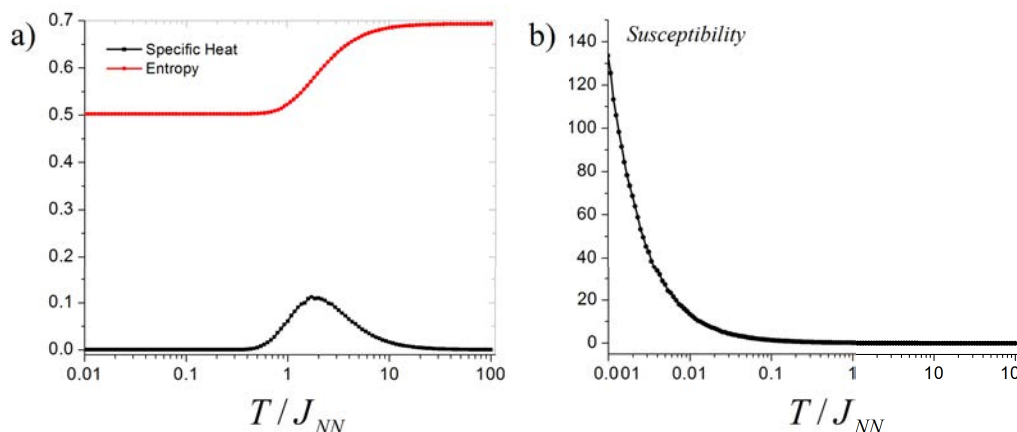 a)
0.7
0.6
0.5
0.4
0.3
0.2
0.1
0.0
Specific Heat
Entropy
0.01 0.1 1 10 100
T / J_NN
b)
Susceptibility
140
120
100
80
60
40
20
0
0.001 0.01 0.1 1 10 10
T / J_NN